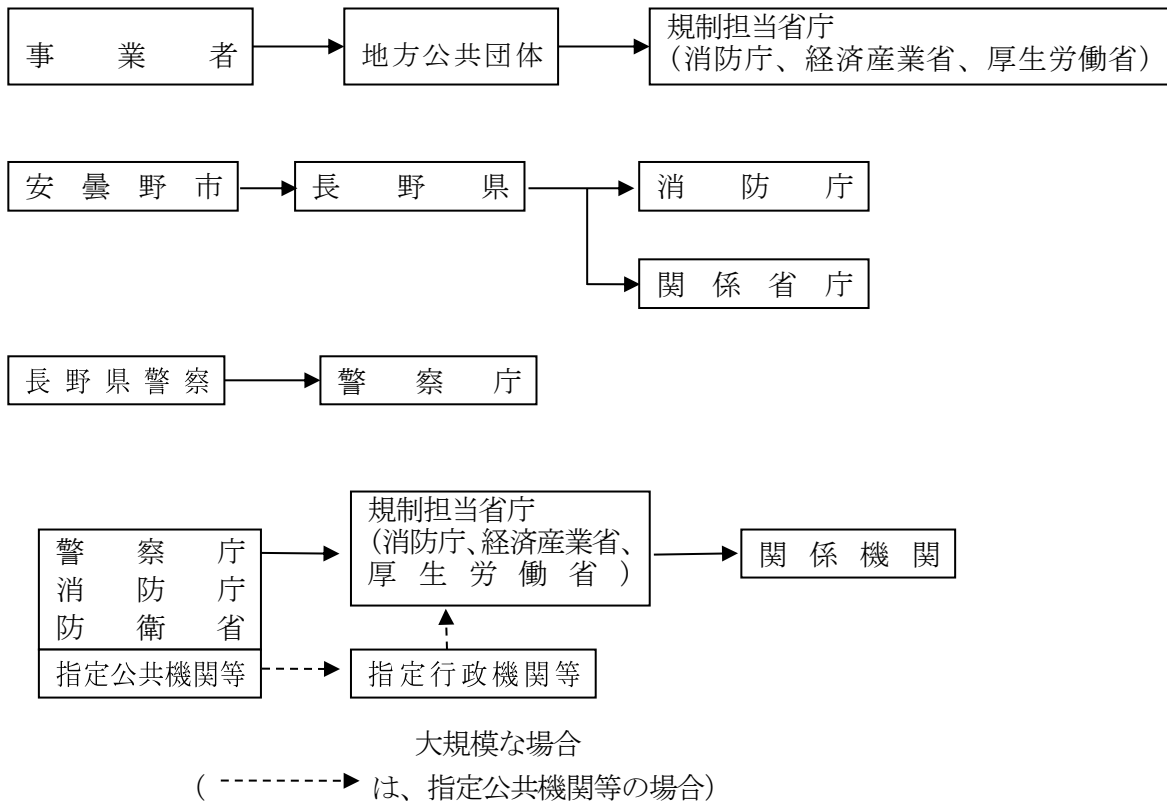 事業者
地方公共団体
規制担当省庁
（消防庁、経済産業省、厚生労働省）
安曇野市
長野県
消防庁
関係省庁
長野県警察
警察庁
警察庁
消防庁
防衛省
指定公共機関等
規制担当省庁
（消防庁、経済産業省、
厚生労働省）
指定行政機関等
関係機関
大規模な場合
（ は、指定公共機関等の場合）